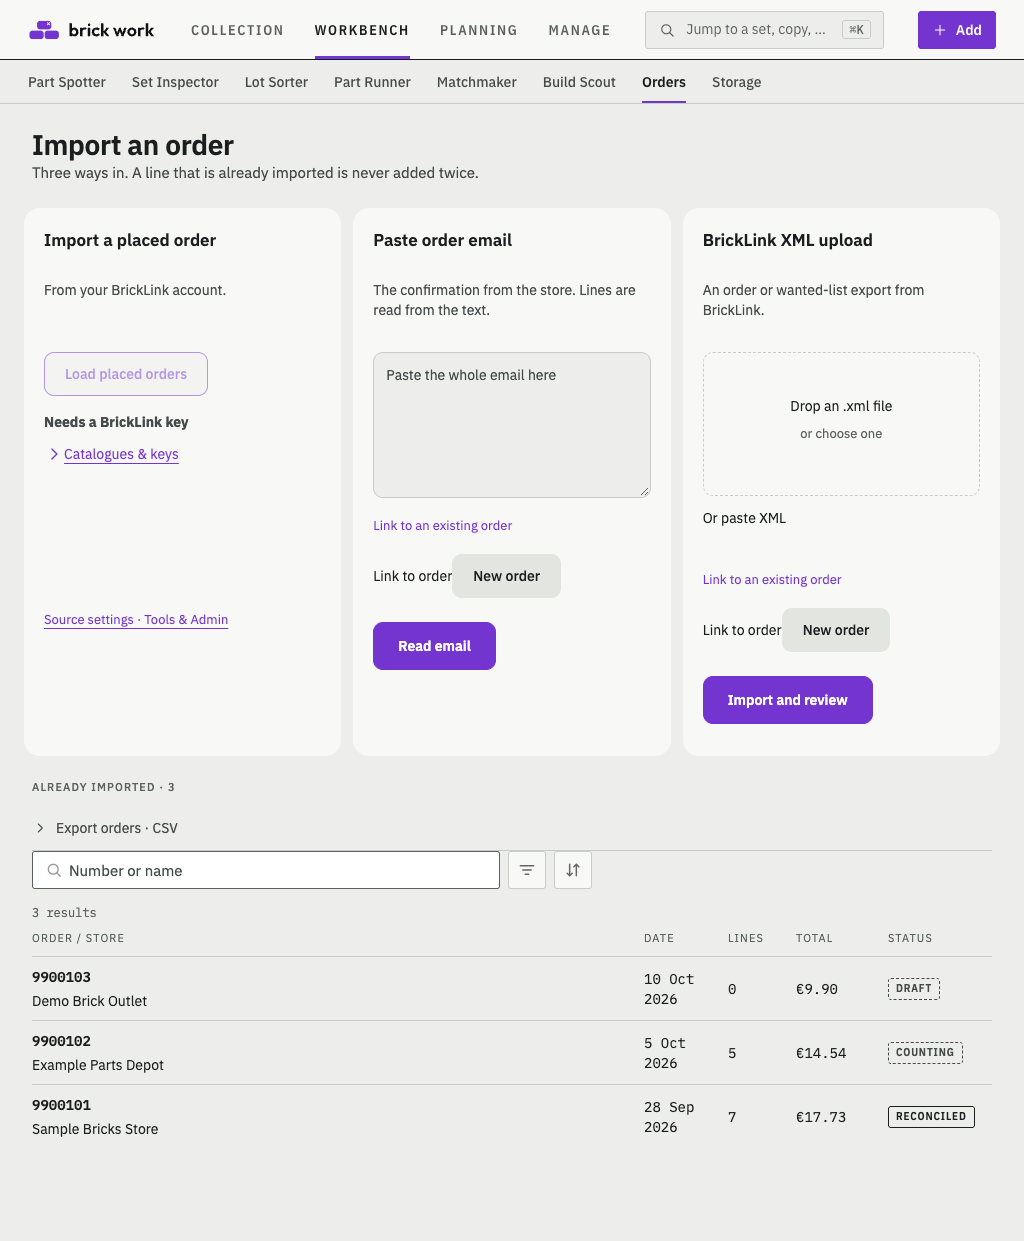 brick work
COLLECTION
WORKBENCH
PLANNING
MANAGE
Jump to a set, copy, ...
⌘K
Add
Part Spotter
Set Inspector
Lot Sorter
Part Runner
Matchmaker
Build Scout
Orders
Storage
Import an order
Three ways in. A line that is already imported is never added twice.
Import a placed order
From your BrickLink account.
Load placed orders
Needs a BrickLink key
Catalogues & keys
Source settings · Tools & Admin
Paste order email
The confirmation from the store. Lines are
read from the text.
Paste the whole email here
Link to an existing order
Link to order
New order
Read email
BrickLink XML upload
An order or wanted-list export from
BrickLink.
Drop an .xml file
or choose one
Or paste XML
Link to an existing order
Link to order
New order
Import and review
ALREADY IMPORTED · 3
Export orders · CSV
Number or name
3 results
ORDER / STORE
DATE
LINES
TOTAL
STATUS
9900103
Demo Brick Outlet
10 Oct
2026
0
€9.90
DRAFT
9900102
Example Parts Depot
5 Oct
2026
5
€14.54
COUNTING
9900101
Sample Bricks Store
28 Sep
2026
7
€17.73
RECONCILED